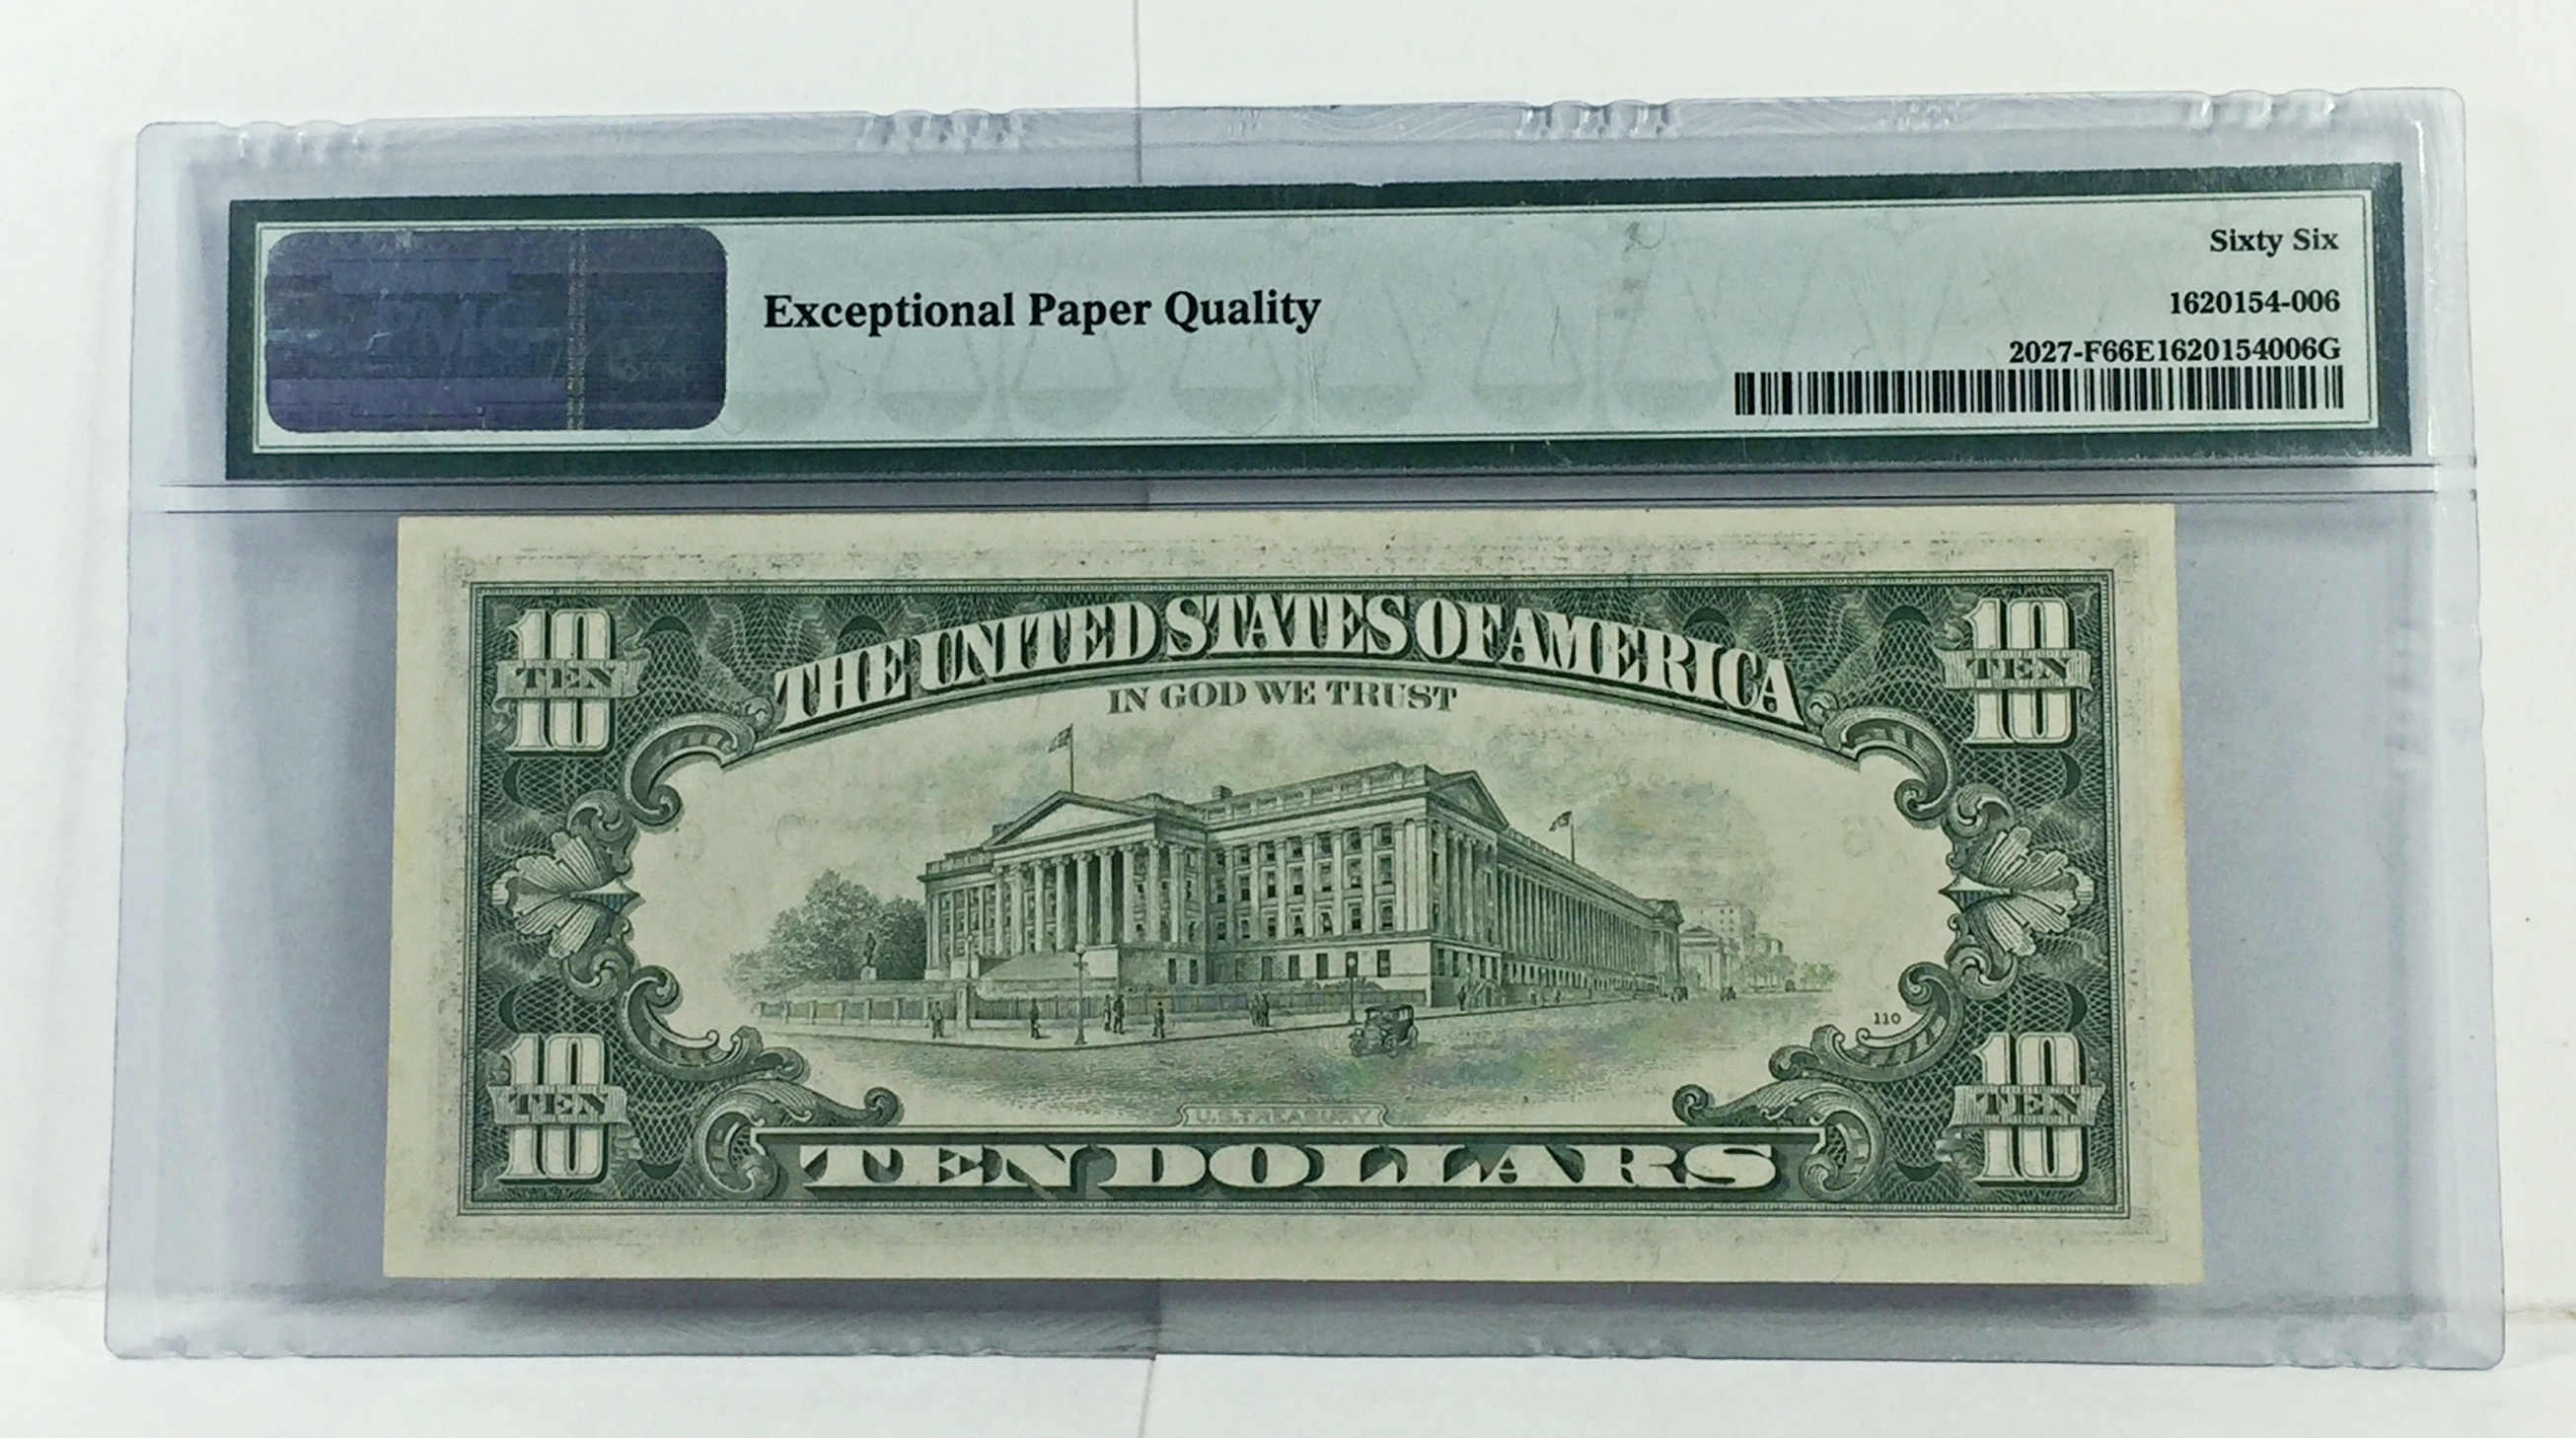 PMG
Exceptional Paper Quality
Sixty Six
1620154-006
2027-F66E1620154006G
10
TEN
10
THE UNITED STATES OF AMERICA
10
TEN
10
IN GOD WE TRUST
110
10
TEN
10
U.S. TREASURY
TEN DOLLARS
10
TEN
10